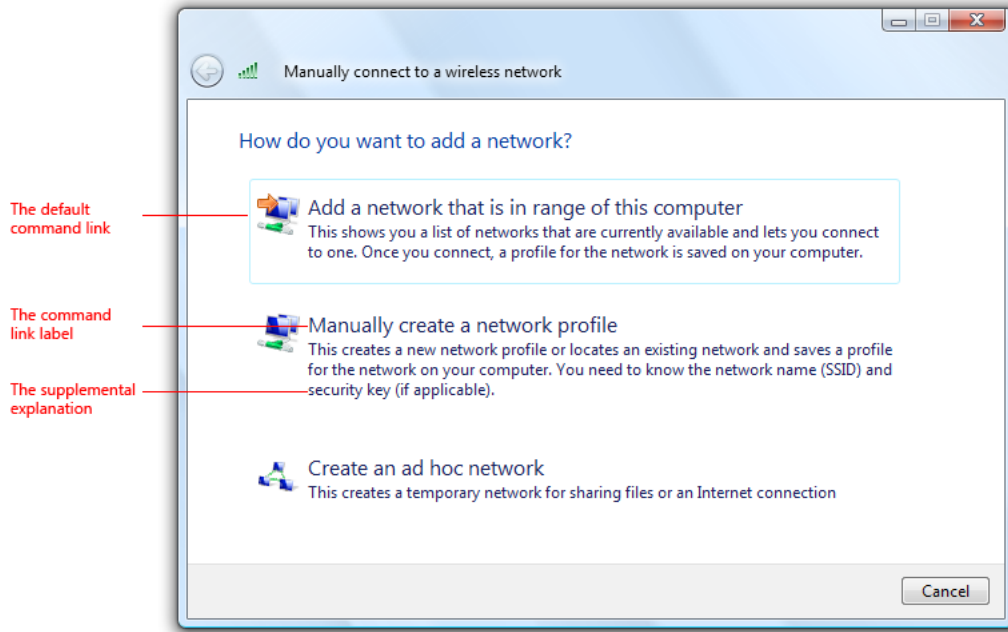 Manually connect to a wireless network
How do you want to add a network?
The default
command link
Add a network that is in range of this computer
This shows you a list of networks that are currently available and lets you connect
to one. Once you connect, a profile for the network is saved on your computer.
The command
link label
Manually create a network profile
This creates a new network profile or locates an existing network and saves a profile
for the network on your computer. You need to know the network name (SSID) and
security key (if applicable).
The supplemental
explanation
Create an ad hoc network
This creates a temporary network for sharing files or an Internet connection
Cancel